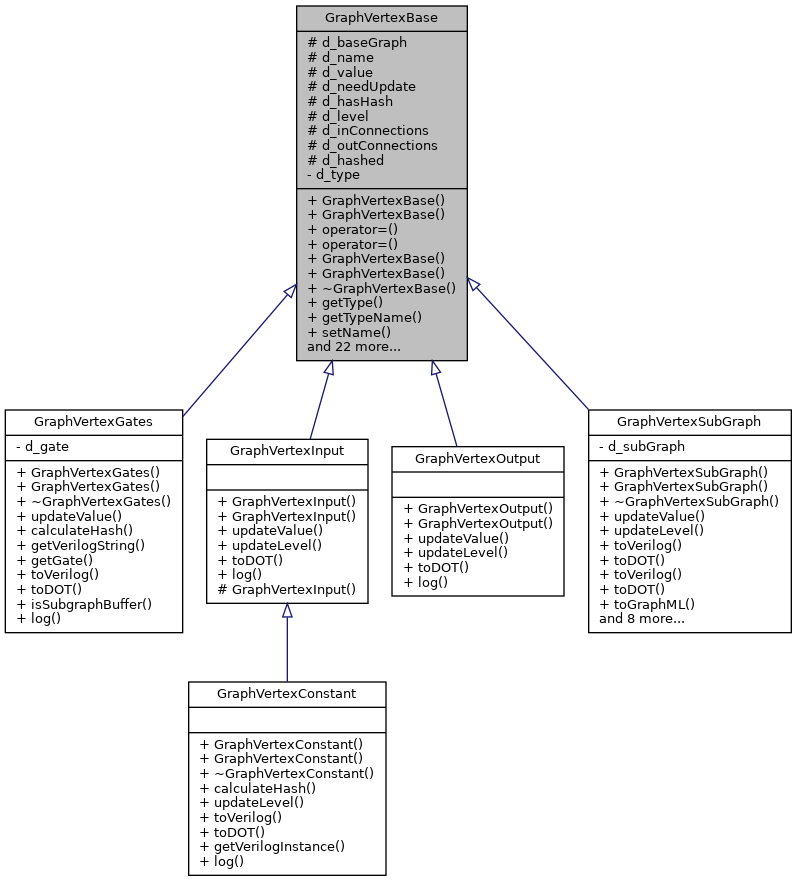 GraphVertexBase
# d_baseGraph
# d_name
# d_value
# d_needUpdate
# d_hasHash
# d_level
# d_inConnections
# d_outConnections
# d_hashed
- d_type
+ GraphVertexBase()
+ GraphVertexBase()
+ operator=()
+ operator=()
+ GraphVertexBase()
+ GraphVertexBase()
+ ~GraphVertexBase()
+ getType()
+ getTypeName()
+ setName()
and 22 more...
GraphVertexGates
- d_gate
+ GraphVertexGates()
+ GraphVertexGates()
+ ~GraphVertexGates()
+ updateValue()
+ calculateHash()
+ getVerilogString()
+ getGate()
+ toVerilog()
+ toDOT()
+ isSubgraphBuffer()
+ log()
GraphVertexInput
+ GraphVertexInput()
+ GraphVertexInput()
+ updateValue()
+ updateLevel()
+ toDOT()
+ log()
# GraphVertexInput()
GraphVertexOutput
+ GraphVertexOutput()
+ GraphVertexOutput()
+ updateValue()
+ updateLevel()
+ toDOT()
+ log()
GraphVertexSubGraph
- d_subGraph
+ GraphVertexSubGraph()
+ GraphVertexSubGraph()
+ ~GraphVertexSubGraph()
+ updateValue()
+ updateLevel()
+ toVerilog()
+ toDOT()
+ toVerilog()
+ toDOT()
+ toGraphML()
and 8 more...
GraphVertexConstant
+ GraphVertexConstant()
+ GraphVertexConstant()
+ ~GraphVertexConstant()
+ calculateHash()
+ updateLevel()
+ toVerilog()
+ toDOT()
+ getVerilogInstance()
+ log()